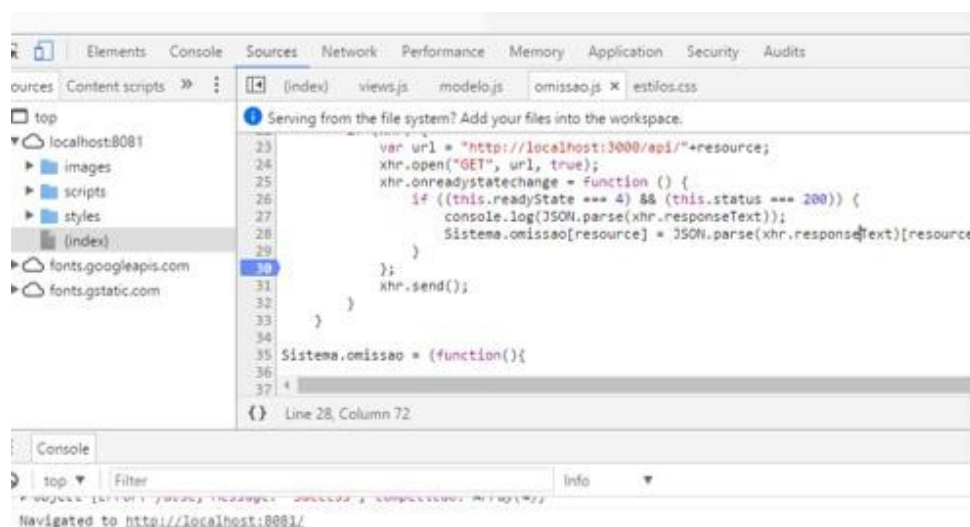 Elements Console Sources Network Performance Memory Application Security Audits
ources Content scripts »
(index) views.js modelo.js omissao.js × estilos.css
top
localhost:8081
images
scripts
styles
(index)
fonts.googleapis.com
fonts.gstatic.com
Serving from the file system? Add your files into the workspace.
23 var url = "http://localhost:3000/api/"+resource;
24 xhr.open("GET", url, true);
25 xhr.onreadystatechange = function () {
26 if ((this.readyState === 4) && (this.status === 200)) {
27 console.log(JSON.parse(xhr.responseText));
28 Sistema.omissao[resource] = JSON.parse(xhr.responseText)[resource
29 }
30 };
31 xhr.send();
32 }
33 }
34
35 Sistema.omissao = (function(){
36
37
{} Line 28, Column 72
Console
top ▼ Filter Info ▼
Navigated to http://localhost:8081/